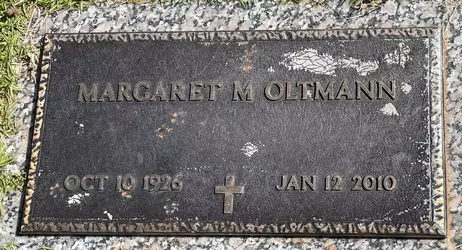 MARGARET M OLTMANN
OCT 10 1926 JAN 12 2010